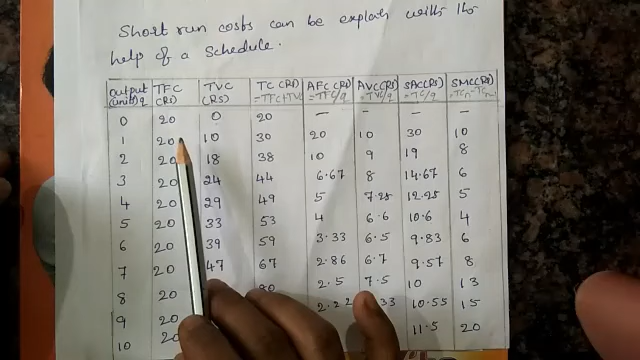 Short run costs can be explain with the
help of a Schedule.
output (units) q TFC (RS) TVC (RS) TC (RS) =TFC+TVC AFC (RS) =TFC/q AVC (RS) =TVC/q SAC (RS) =TC/q SMC (RS) =TCn-TCn-1
0 20 0 20 — — — —
1 20 10 30 20 10 30 10
2 20 18 38 10 9 19 8
3 20 24 44 6.67 8 14.67 6
4 20 29 49 5 7.25 12.25 5
5 20 33 53 4 6.6 10.6 4
6 20 39 59 3.33 6.5 9.83 6
7 20 47 67 2.86 6.7 9.57 8
8 20 2.5 7.5 10 13
9 20 2.22 33 10.55 15
10 20 11.5 20